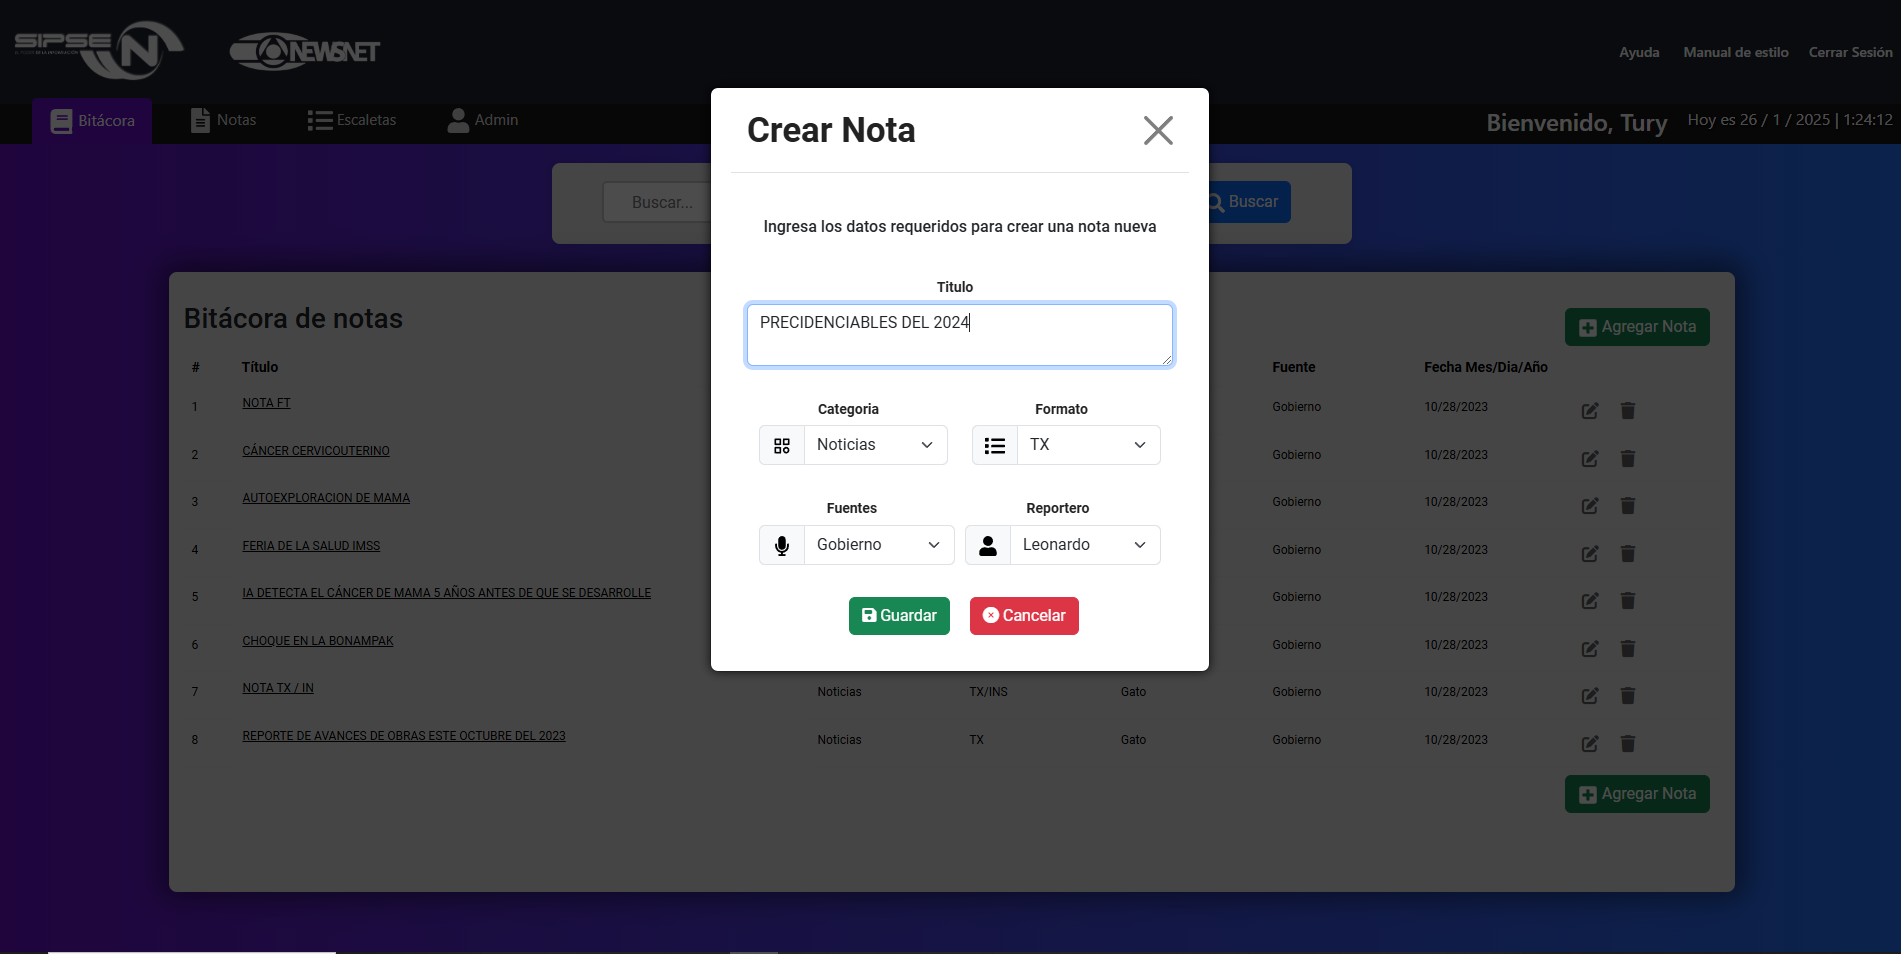 SIPSE
NEWSNET
Ayuda Manual de estilo Cerrar Sesión
Bitácora Notas Escaletas Admin
Bienvenido, Tury Hoy es 26 / 1 / 2025 | 1:24:12
Buscar... Buscar
Crear Nota
Ingresa los datos requeridos para crear una nota nueva
Titulo
PRECIDENCIABLES DEL 2024
Categoria Formato
Noticias TX
Fuentes Reportero
Gobierno Leonardo
Guardar Cancelar
Bitácora de notas
Agregar Nota
# Título Fuente Fecha Mes/Dia/Año
1 NOTA FT Gobierno 10/28/2023
2 CÁNCER CERVICOUTERINO Gobierno 10/28/2023
3 AUTOEXPLORACION DE MAMA Gobierno 10/28/2023
4 FERIA DE LA SALUD IMSS Gobierno 10/28/2023
5 IA DETECTA EL CÁNCER DE MAMA 5 AÑOS ANTES DE QUE SE DESARROLLE Gobierno 10/28/2023
6 CHOQUE EN LA BONAMPAK Gobierno 10/28/2023
7 NOTA TX / IN Noticias TX/INS Gato Gobierno 10/28/2023
8 REPORTE DE AVANCES DE OBRAS ESTE OCTUBRE DEL 2023 Noticias TX Gato Gobierno 10/28/2023
Agregar Nota